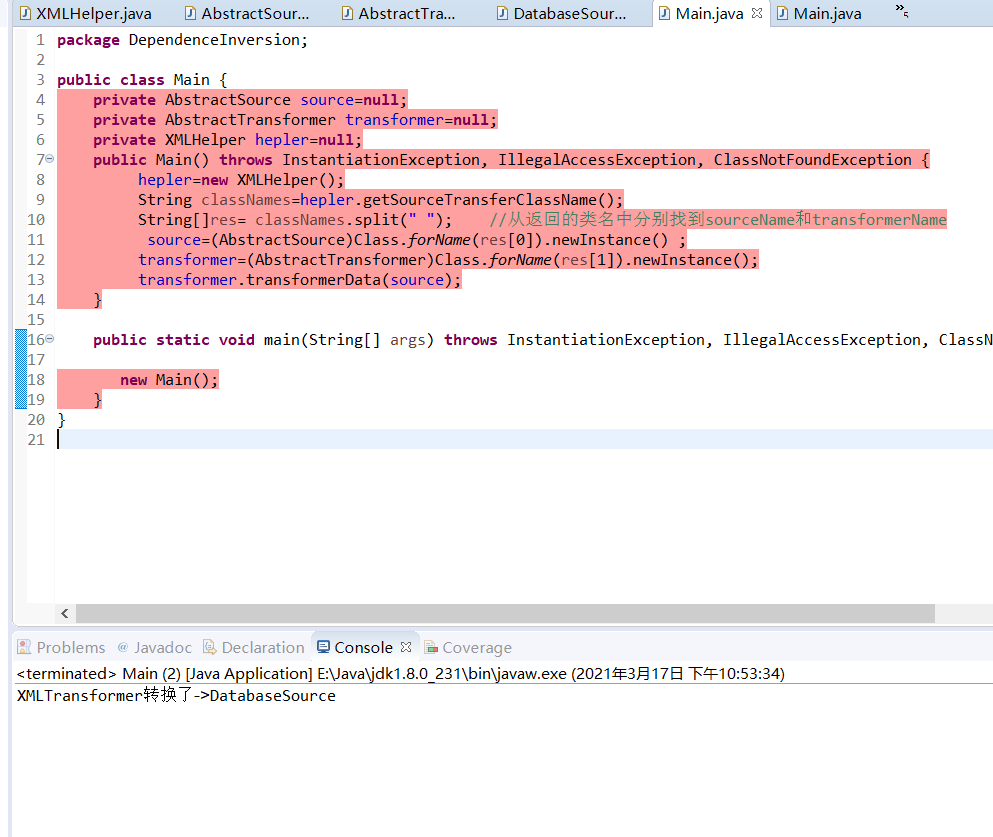 XMLHelper.java AbstractSour... AbstractTra... DatabaseSour... Main.java Main.java »5
1 package DependenceInversion;
2
3 public class Main {
4 private AbstractSource source=null;
5 private AbstractTransformer transformer=null;
6 private XMLHelper hepler=null;
7 public Main() throws InstantiationException, IllegalAccessException, ClassNotFoundException {
8 hepler=new XMLHelper();
9 String classNames=hepler.getSourceTransferClassName();
10 String[]res= classNames.split(" "); //从返回的类名中分别找到sourceName和transformerName
11 source=(AbstractSource)Class.forName(res[0]).newInstance() ;
12 transformer=(AbstractTransformer)Class.forName(res[1]).newInstance();
13 transformer.transformerData(source);
14 }
15
16 public static void main(String[] args) throws InstantiationException, IllegalAccessException, ClassN
17
18 new Main();
19 }
20 }
21
Problems @ Javadoc Declaration Console Coverage
<terminated> Main (2) [Java Application] E:\Java\jdk1.8.0_231\bin\javaw.exe (2021年3月17日 下午10:53:34)
XMLTransformer转换了->DatabaseSource